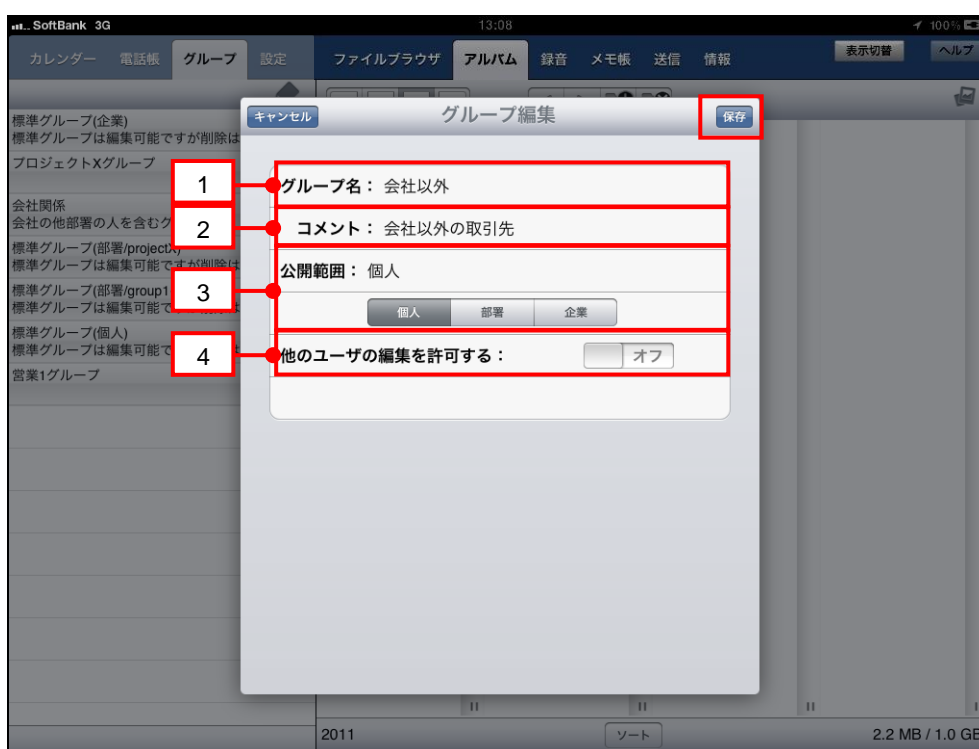 SoftBank 3G
13:08
100%
カレンダー 電話帳 グループ 設定
ファイルブラウザ アルバム 録音 メモ帳 送信 情報
表示切替 ヘルプ
標準グループ(企業)
標準グループは編集可能ですが削除は
プロジェクトXグループ
会社関係
会社の他部署の人を含むグ
標準グループ(部署/projectX)
標準グループは編集可能ですが削除は
標準グループ(部署/group1
標準グループは編集可能で
標準グループ(個人)
標準グループは編集可能で
営業1グループ
キャンセル グループ編集 保存
1
グループ名： 会社以外
2
コメント： 会社以外の取引先
3
公開範囲： 個人
個人 部署 企業
4
他のユーザの編集を許可する： オフ
2011 ソート 2.2 MB / 1.0 GB